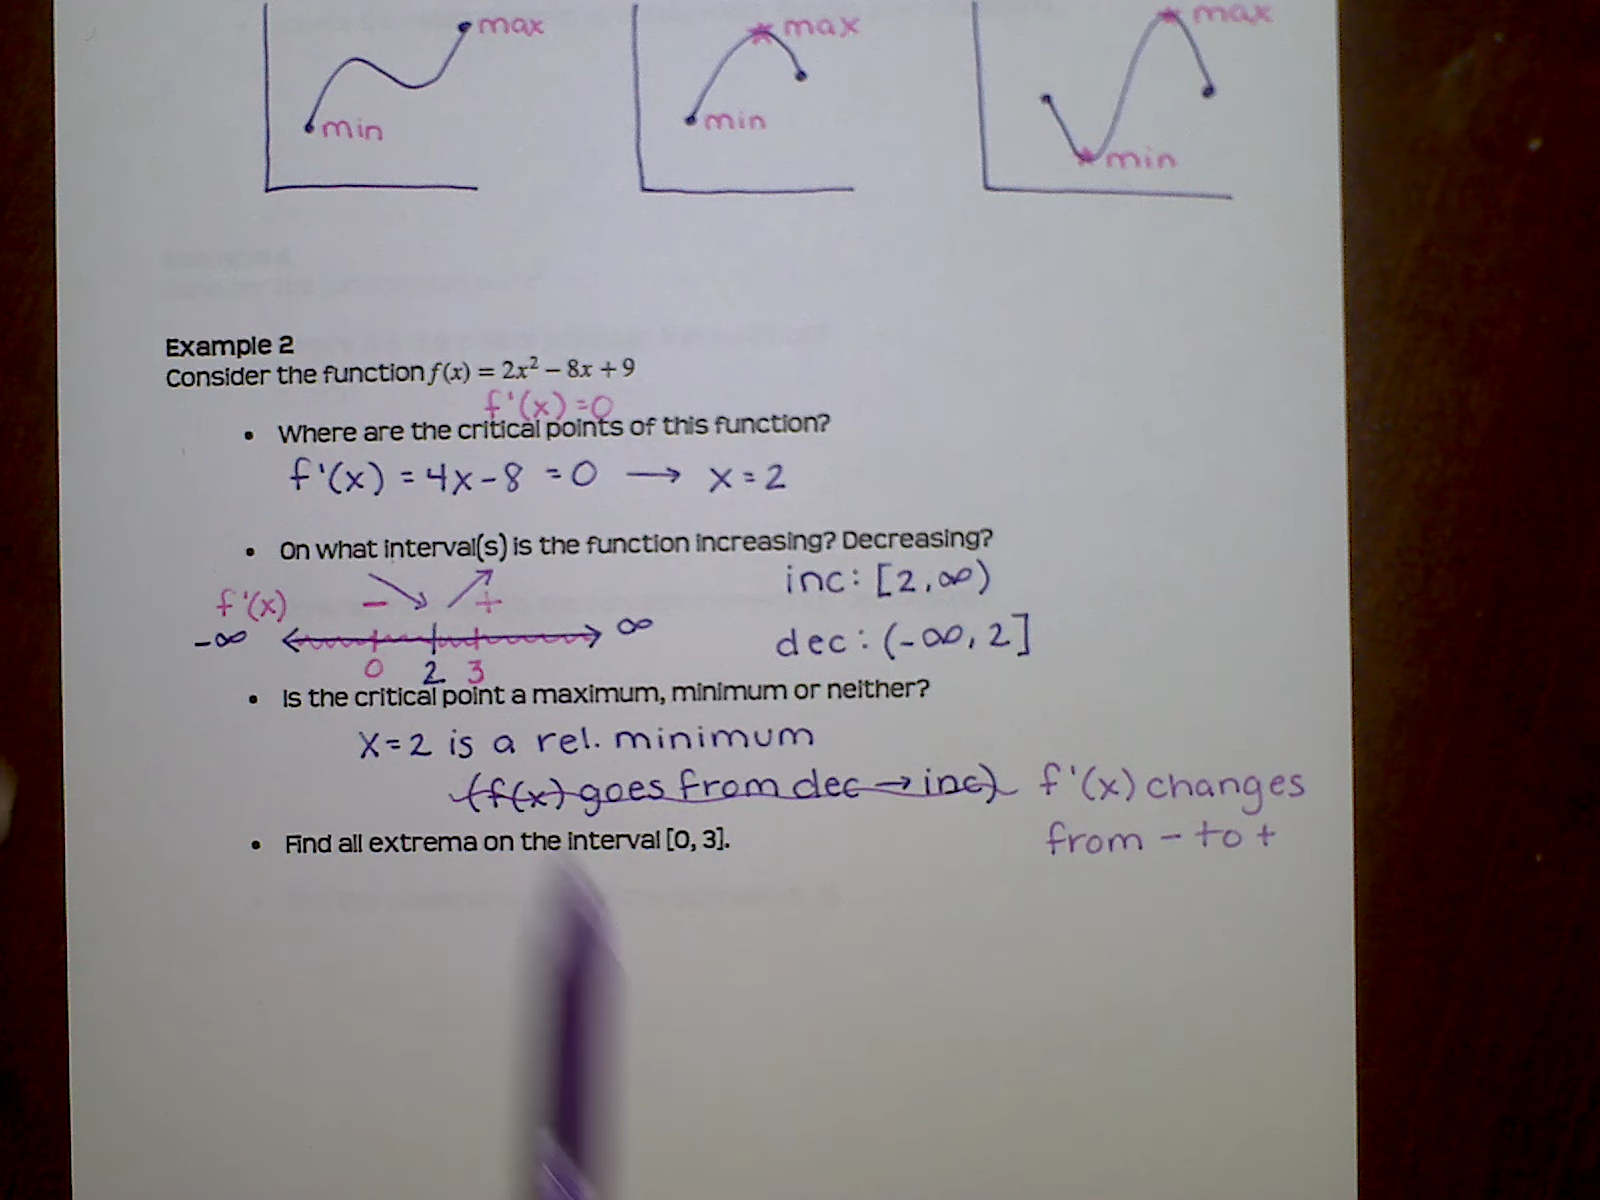 max max max
min min min
Example 2
Consider the function f(x) = 2x² – 8x + 9
f'(x) = 0
• Where are the critical points of this function?
f'(x) = 4x - 8 = 0 → x = 2
• On what interval(s) is the function increasing? Decreasing?
inc: [2, ∞)
f'(x) - +
-∞ ∞
dec: (-∞, 2]
0 2 3
• Is the critical point a maximum, minimum or neither?
x = 2 is a rel. minimum
(f(x) goes from dec → inc) f'(x) changes
from - to +
• Find all extrema on the interval [0, 3].